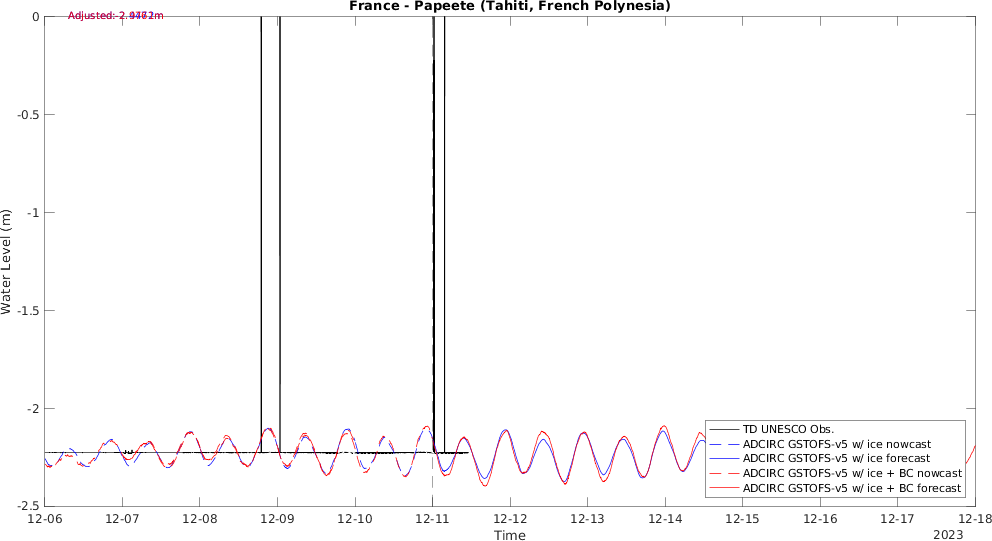 France - Papeete (Tahiti, French Polynesia)
Adjusted:
0
-0.5
-1
-1.5
-2
-2.5
Water Level (m)
TD UNESCO Obs.
ADCIRC GSTOFS-v5 w/ ice nowcast
ADCIRC GSTOFS-v5 w/ ice forecast
ADCIRC GSTOFS-v5 w/ ice + BC nowcast
ADCIRC GSTOFS-v5 w/ ice + BC forecast
12-06 12-07 12-08 12-09 12-10 12-11 12-12 12-13 12-14 12-15 12-16 12-17 12-18
Time
2023